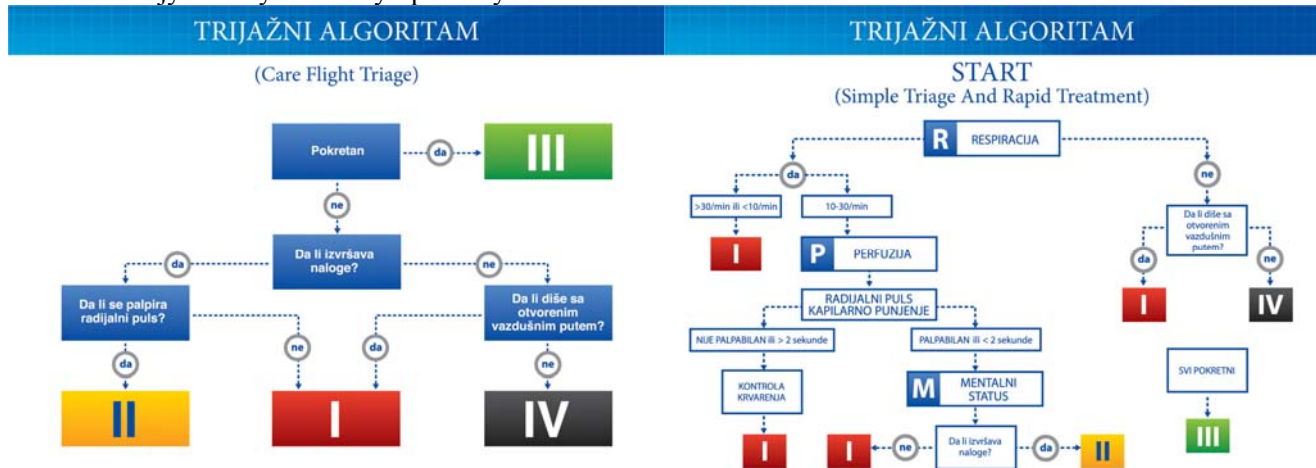 TRIJAŽNI ALGORITAM
(Care Flight Triage)
Pokretan
da
III
ne
Da li izvršava
naloge?
da
ne
Da li se palpira
radijalni puls?
Da li diše sa
otvorenim
vazdušnim putem?
ne
da
da
ne
II
I
IV
TRIJAŽNI ALGORITAM
START
(Simple Triage And Rapid Treatment)
R RESPIRACIJA
da
ne
>30/min ili <10/min
10-30/min
Da li diše sa
otvorenim
vazdušnim
putem?
I
P PERFUZIJA
da
ne
I
IV
RADIJALNI PULS
KAPILARNO PUNJENJE
NIJE PALPABILAN ili > 2 sekunde
PALPABILAN ili < 2 sekunde
KONTROLA
KRVARENJA
M MENTALNI
STATUS
SVI POKRETNI
III
I
I
ne
Da li izvršava
naloge?
da
II